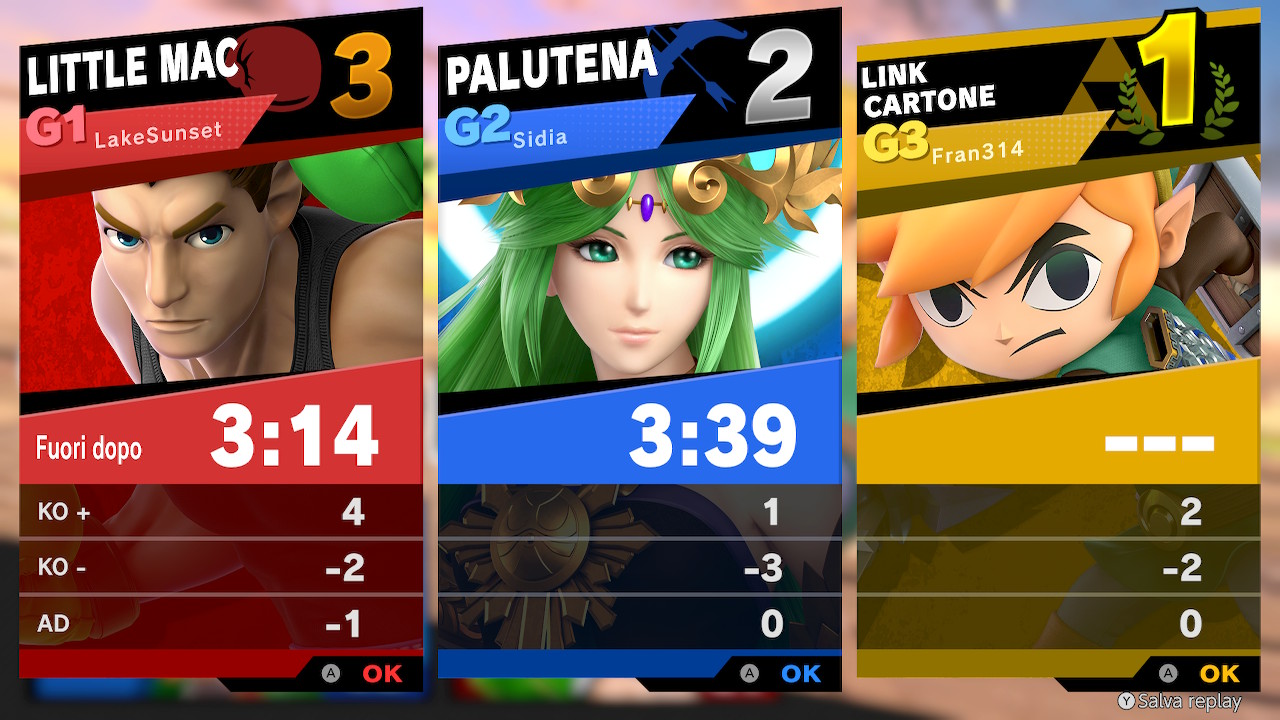 LITTLE MAC
3
G1 LakeSunset
Fuori dopo 3:14
KO + 4
KO - -2
AD -1
A OK
PALUTENA
2
G2 Sidia
3:39
1
-3
0
A OK
LINK
CARTONE
1
G3 Fran314
---
2
-2
0
A OK
Y Salva replay